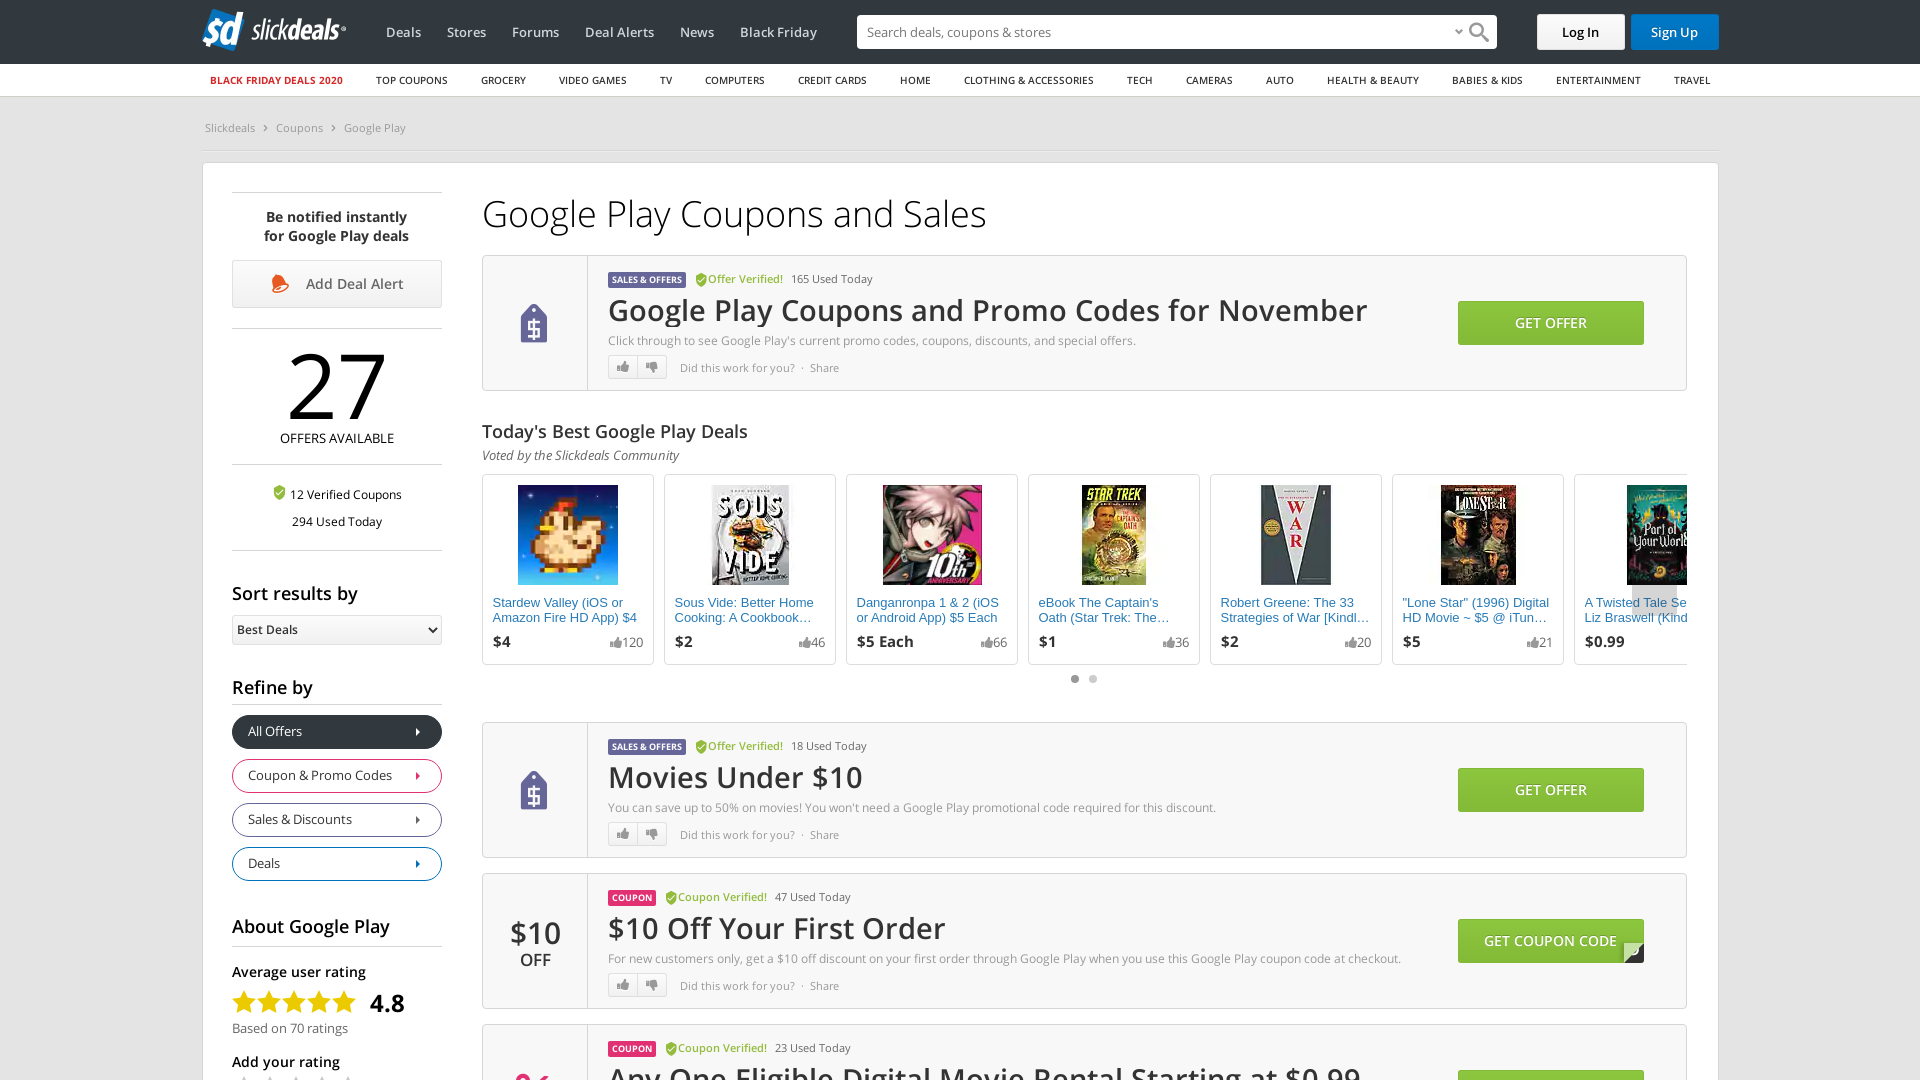 slickdeals
Deals
Stores
Forums
Deal Alerts
News
Black Friday
Search deals, coupons & stores
Log In
Sign Up
BLACK FRIDAY DEALS 2020
TOP COUPONS
GROCERY
VIDEO GAMES
TV
COMPUTERS
CREDIT CARDS
HOME
CLOTHING & ACCESSORIES
TECH
CAMERAS
AUTO
HEALTH & BEAUTY
BABIES & KIDS
ENTERTAINMENT
TRAVEL
Slickdeals > Coupons > Google Play
Be notified instantly
for Google Play deals
Add Deal Alert
27
OFFERS AVAILABLE
12 Verified Coupons
294 Used Today
Sort results by
Best Deals
Refine by
All Offers
Coupon & Promo Codes
Sales & Discounts
Deals
About Google Play
Average user rating
4.8
Based on 70 ratings
Add your rating
Google Play Coupons and Sales
SALES & OFFERS Offer Verified! 165 Used Today
Google Play Coupons and Promo Codes for November
Click through to see Google Play's current promo codes, coupons, discounts, and special offers.
Did this work for you? · Share
GET OFFER
Today's Best Google Play Deals
Voted by the Slickdeals Community
Stardew Valley (iOS or
Amazon Fire HD App) $4
$4
120
SOUS
VIDE
Sous Vide: Better Home
Cooking: A Cookbook…
$2
46
10th
ANNIVERSARY
Danganronpa 1 & 2 (iOS
or Android App) $5 Each
$5 Each
66
STAR TREK
eBook The Captain's
Oath (Star Trek: The…
$1
36
WAR
Robert Greene: The 33
Strategies of War [Kindl…
$2
20
LONE STAR
"Lone Star" (1996) Digital
HD Movie ~ $5 @ iTun…
$5
21
Part of
Your World
A Twisted Tale Se
Liz Braswell (Kind
$0.99
SALES & OFFERS Offer Verified! 18 Used Today
Movies Under $10
You can save up to 50% on movies! You won't need a Google Play promotional code required for this discount.
Did this work for you? · Share
GET OFFER
$10
OFF
COUPON Coupon Verified! 47 Used Today
$10 Off Your First Order
For new customers only, get a $10 off discount on your first order through Google Play when you use this Google Play coupon code at checkout.
Did this work for you? · Share
GET COUPON CODE
COUPON Coupon Verified! 23 Used Today
Any One Eligible Digital Movie Rental Starting at $0.99